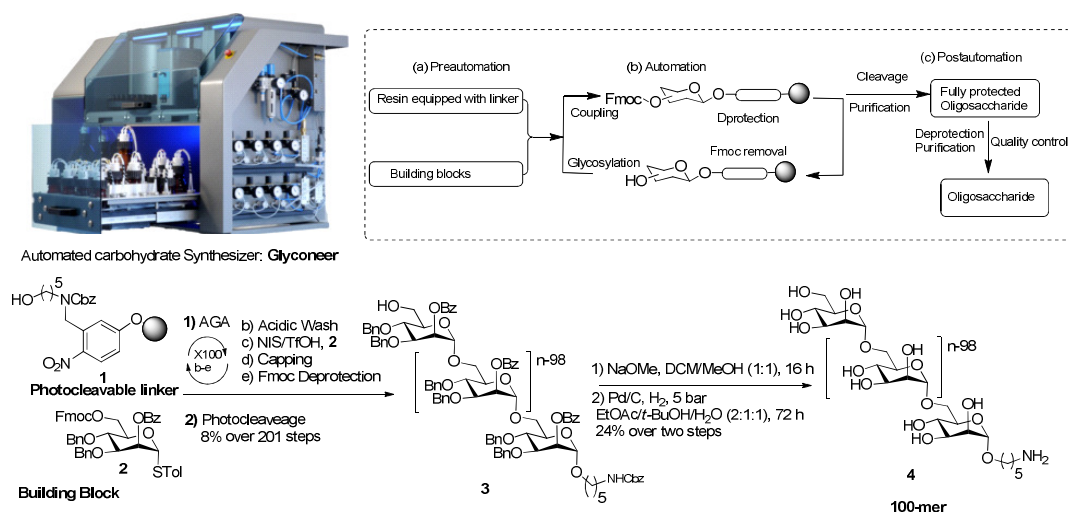 (a) Preautomation
(b) Automation
(c) Postautomation
Resin equipped with linker
Building blocks
Fmoc
O
O
Coupling
Dprotection
Glycosylation
Fmoc removal
HO
O
O
Cleavage
Purification
Fully protected
Oligosaccharide
Deprotection
Purification
Quality control
Oligosaccharide
Automated carbohydrate Synthesizer: Glyconeer
HO
5
NCbz
O
O2N
1
Photocleavable linker
FmocO
OBz
BnO
O
BnO
2
STol
Building Block
1) AGA
X100
b-e
b) Acidic Wash
c) NIS/TfOH, 2
d) Capping
e) Fmoc Deprotection
2) Photocleaveage
8% over 201 steps
HO
OBz
BnO
O
BnO
O
OBz
n-98
BnO
O
BnO
O
OBz
BnO
O
BnO
O
NHCbz
5
3
1) NaOMe, DCM/MeOH (1:1), 16 h
2) Pd/C, H2, 5 bar
EtOAc/t-BuOH/H2O (2:1:1), 72 h
24% over two steps
HO
OH
HO
O
HO
O
OH
n-98
HO
O
HO
O
OH
HO
O
HO
O
NH2
5
4
100-mer